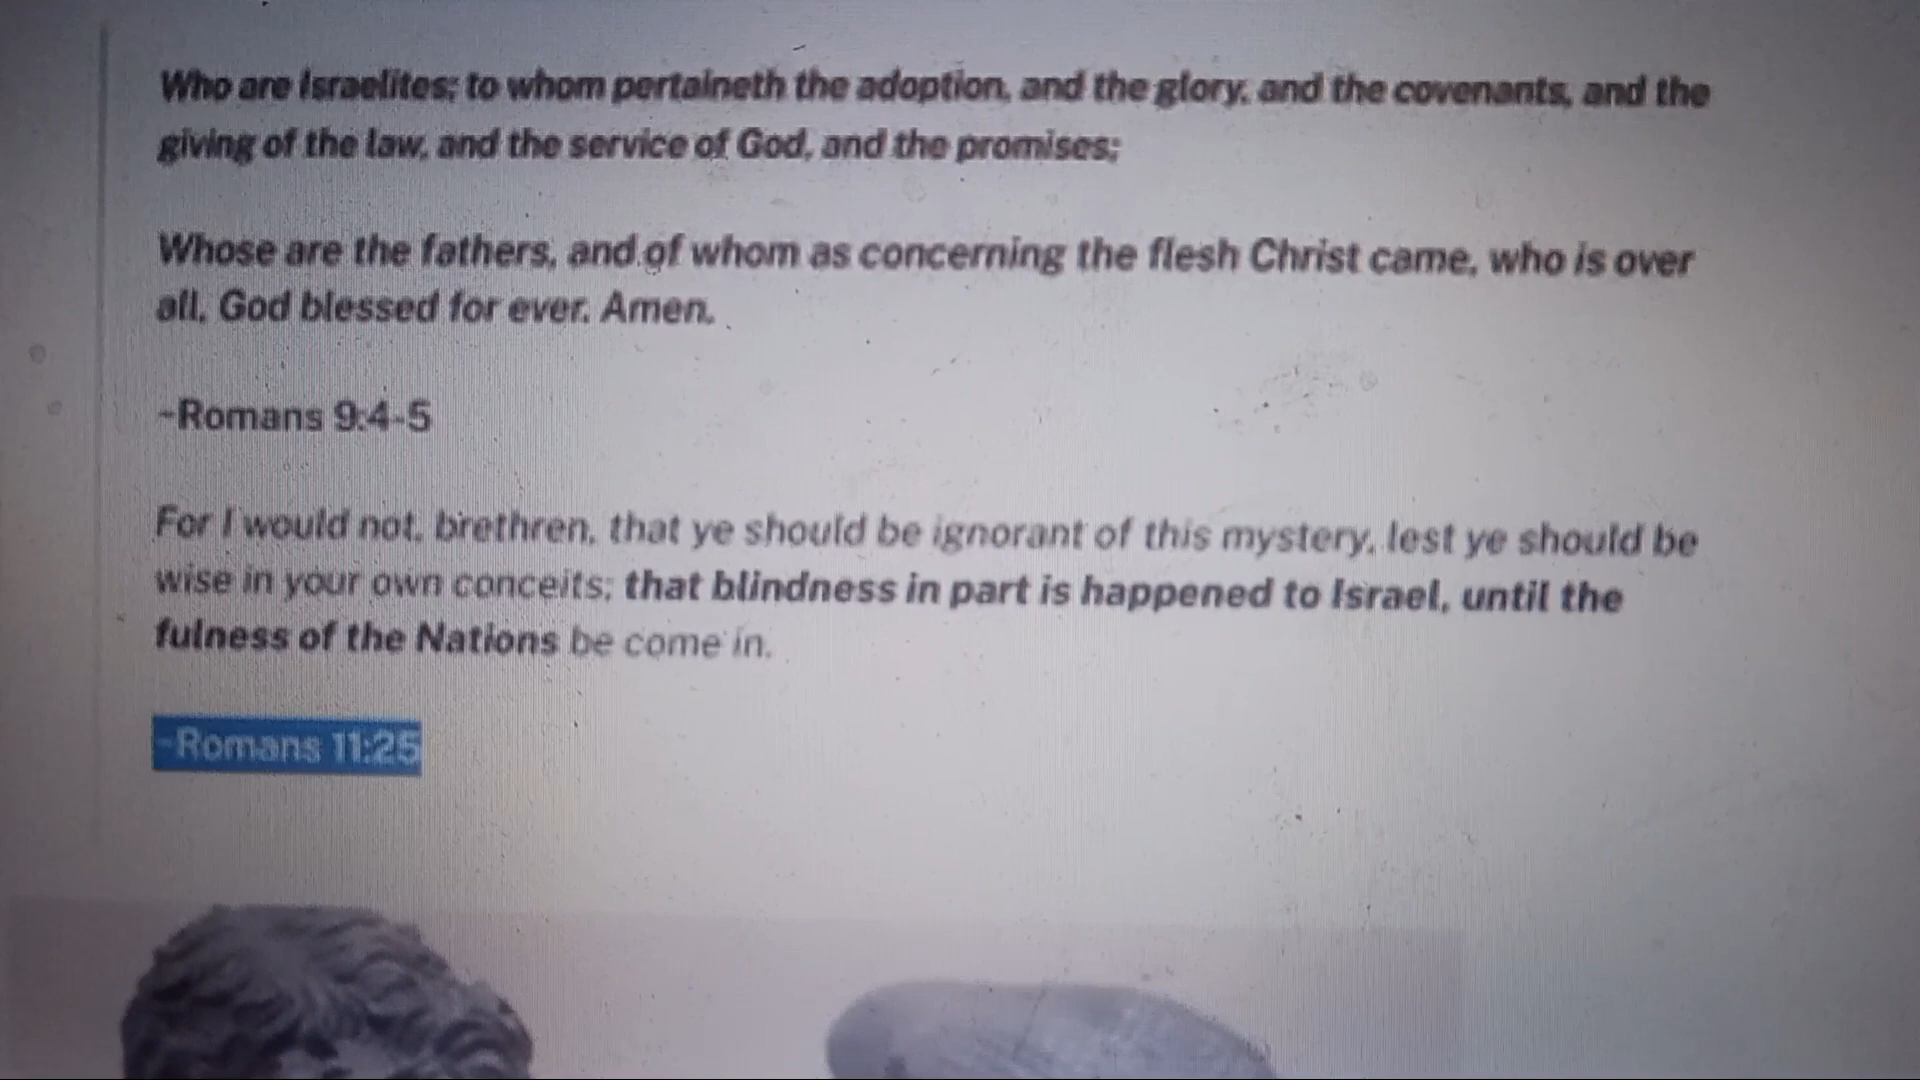 Who are Israelites; to whom pertaineth the adoption, and the glory, and the covenants, and the
giving of the law, and the service of God, and the promises;
Whose are the fathers, and of whom as concerning the flesh Christ came, who is over
all, God blessed for ever. Amen.
~Romans 9:4-5
For I would not, brethren, that ye should be ignorant of this mystery, lest ye should be
wise in your own conceits; that blindness in part is happened to Israel, until the
fulness of the Nations be come in.
~Romans 11:25